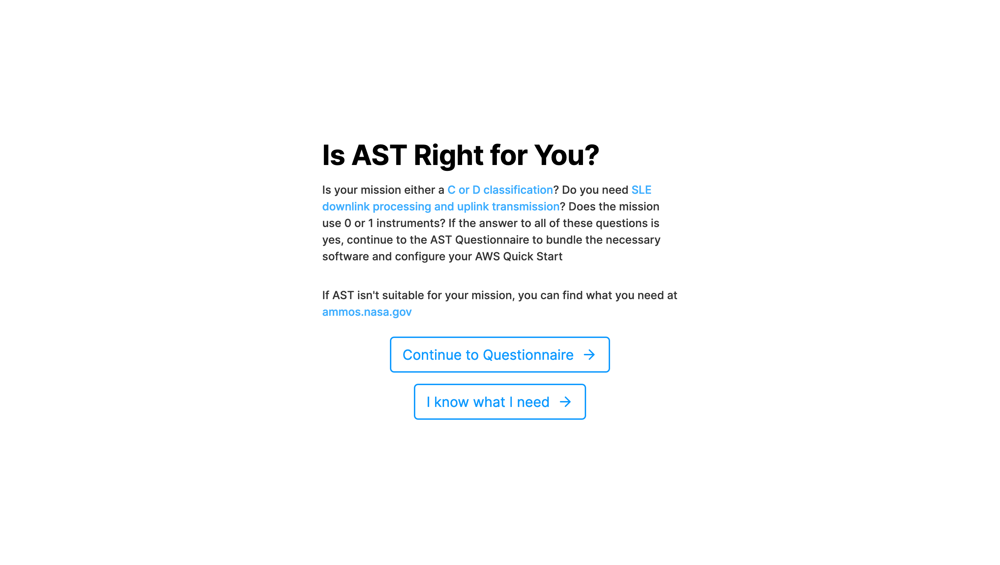 Is AST Right for You?
Is your mission either a C or D classification? Do you need SLE
downlink processing and uplink transmission? Does the mission
use 0 or 1 instruments? If the answer to all of these questions is
yes, continue to the AST Questionnaire to bundle the necessary
software and configure your AWS Quick Start
If AST isn't suitable for your mission, you can find what you need at
ammos.nasa.gov
Continue to Questionnaire →
I know what I need →